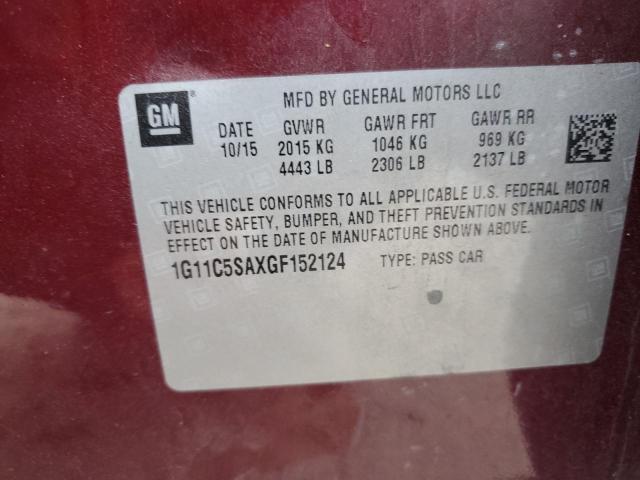 GM
MFD BY GENERAL MOTORS LLC
DATE GVWR GAWR FRT GAWR RR
10/15 2015 KG 1046 KG 969 KG
4443 LB 2306 LB 2137 LB
THIS VEHICLE CONFORMS TO ALL APPLICABLE U.S. FEDERAL MOTOR
VEHICLE SAFETY, BUMPER, AND THEFT PREVENTION STANDARDS IN
EFFECT ON THE DATE OF MANUFACTURE SHOWN ABOVE.
1G11C5SAXGF152124 TYPE: PASS CAR